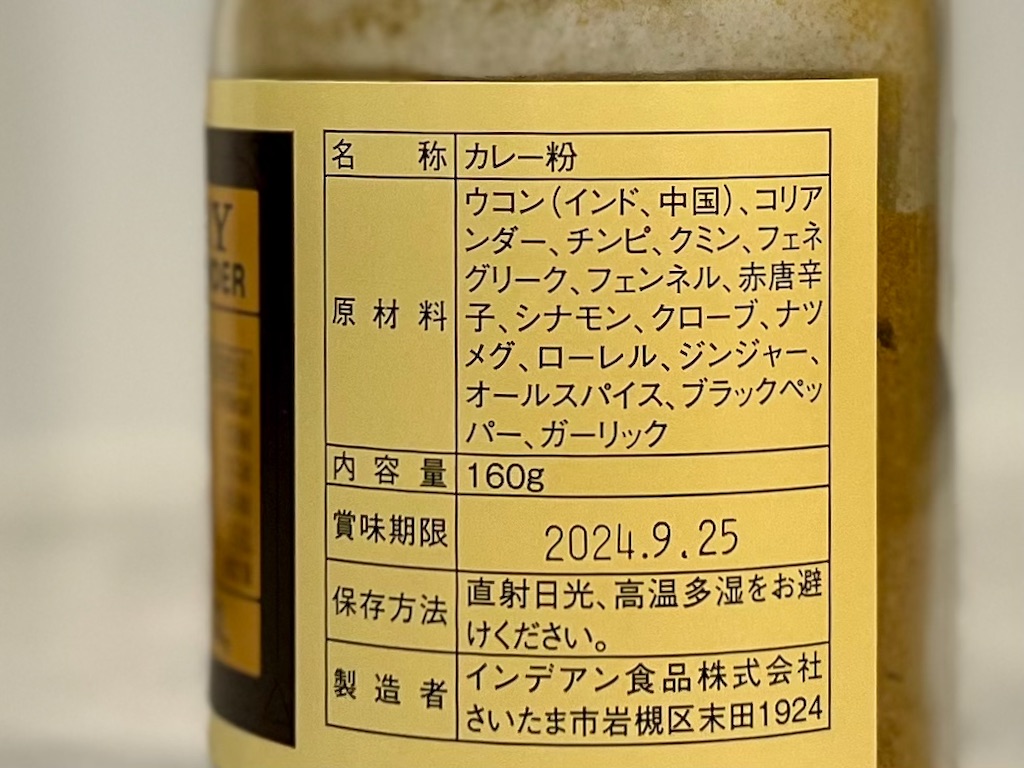 Y
DER
名称 カレー粉
原材料 ウコン(インド、中国)、コリア
ンダー、チンピ、クミン、フェネ
グリーク、フェンネル、赤唐辛
子、シナモン、クローブ、ナツ
メグ、ローレル、ジンジャー、
オールスパイス、ブラックペッ
パー、ガーリック
内容量 160g
賞味期限 2024.9.25
保存方法 直射日光、高温多湿をお避
けください。
製造者 インデアン食品株式会社
さいたま市岩槻区末田1924